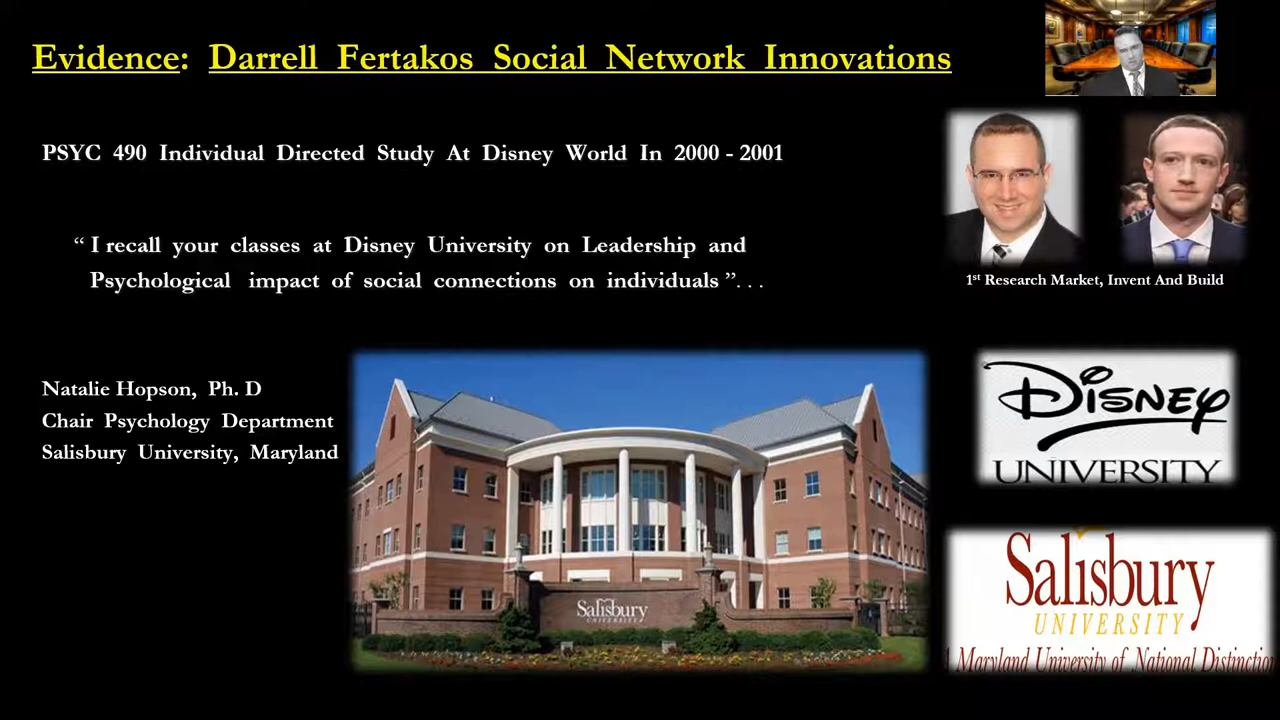 Evidence: Darrell Fertakos Social Network Innovations
PSYC 490 Individual Directed Study At Disney World In 2000 - 2001
“ I recall your classes at Disney University on Leadership and
Psychological impact of social connections on individuals ”. . .
1st Research Market, Invent And Build
Natalie Hopson, Ph. D
Chair Psychology Department
Salisbury University, Maryland
Salisbury
UNIVERSITY
Disney
UNIVERSITY
Salisbury
UNIVERSITY
A Maryland University of National Distinction